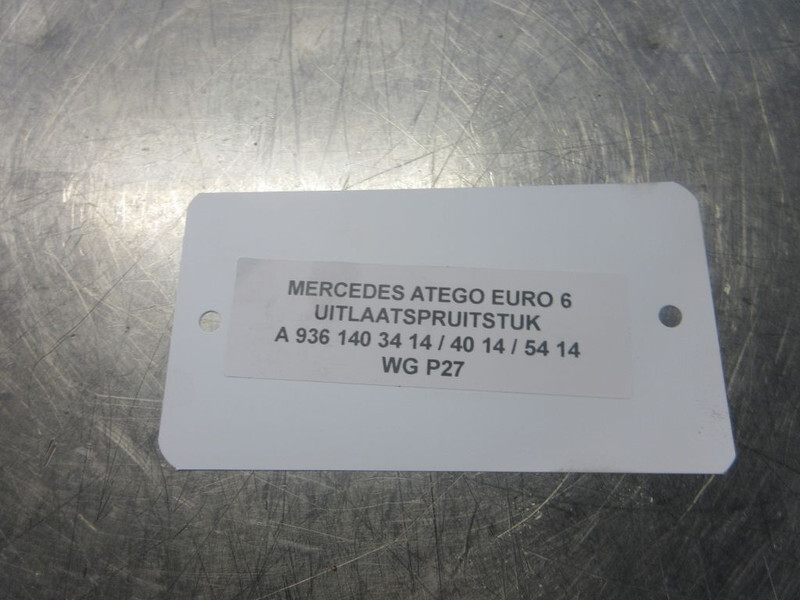 MERCEDES ATEGO EURO 6
UITLAATSPRUITSTUK
A 936 140 34 14 / 40 14 / 54 14
WG P27